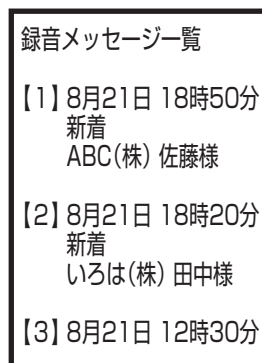 録音メッセージ一覧
【1】8月21日 18時50分
新着
ABC(株) 佐藤様
【2】8月21日 18時20分
新着
いろは(株) 田中様
【3】8月21日 12時30分